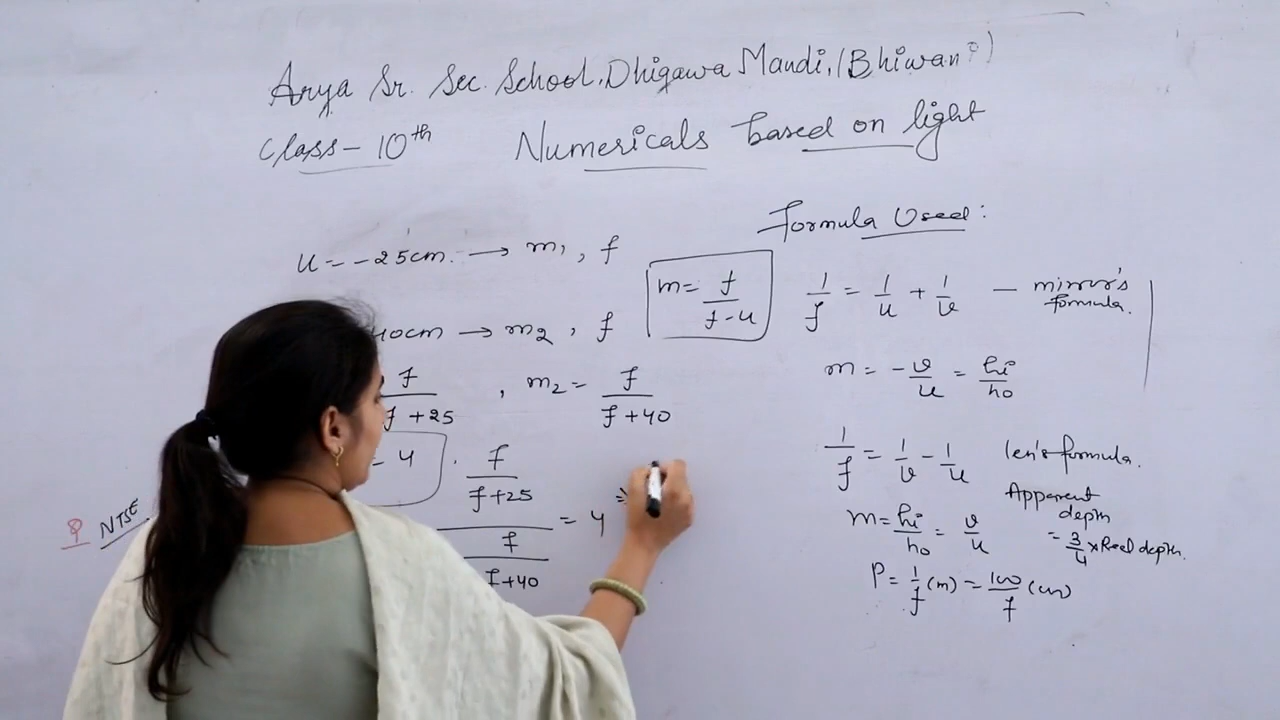 Arya Sr. Sec. School, Dhigawa Mandi, (Bhiwani)
Class - 10th Numericals based on light
Formula Used :
u = -25cm. → m1, f
m = f/f-u
1/f = 1/u + 1/v — mirror's formula.
40cm → m2, f
m = -v/u = hi/ho
f/f+25 , m2 = f/f+40
= 4
f/f+25 / f/f+40 = 4
1/f = 1/v - 1/u len's formula.
Apparent depth = 3/4 × Real depth.
m = hi/ho = v/u
Q NTSE
P = 1/f (m) = 100/f (cm)